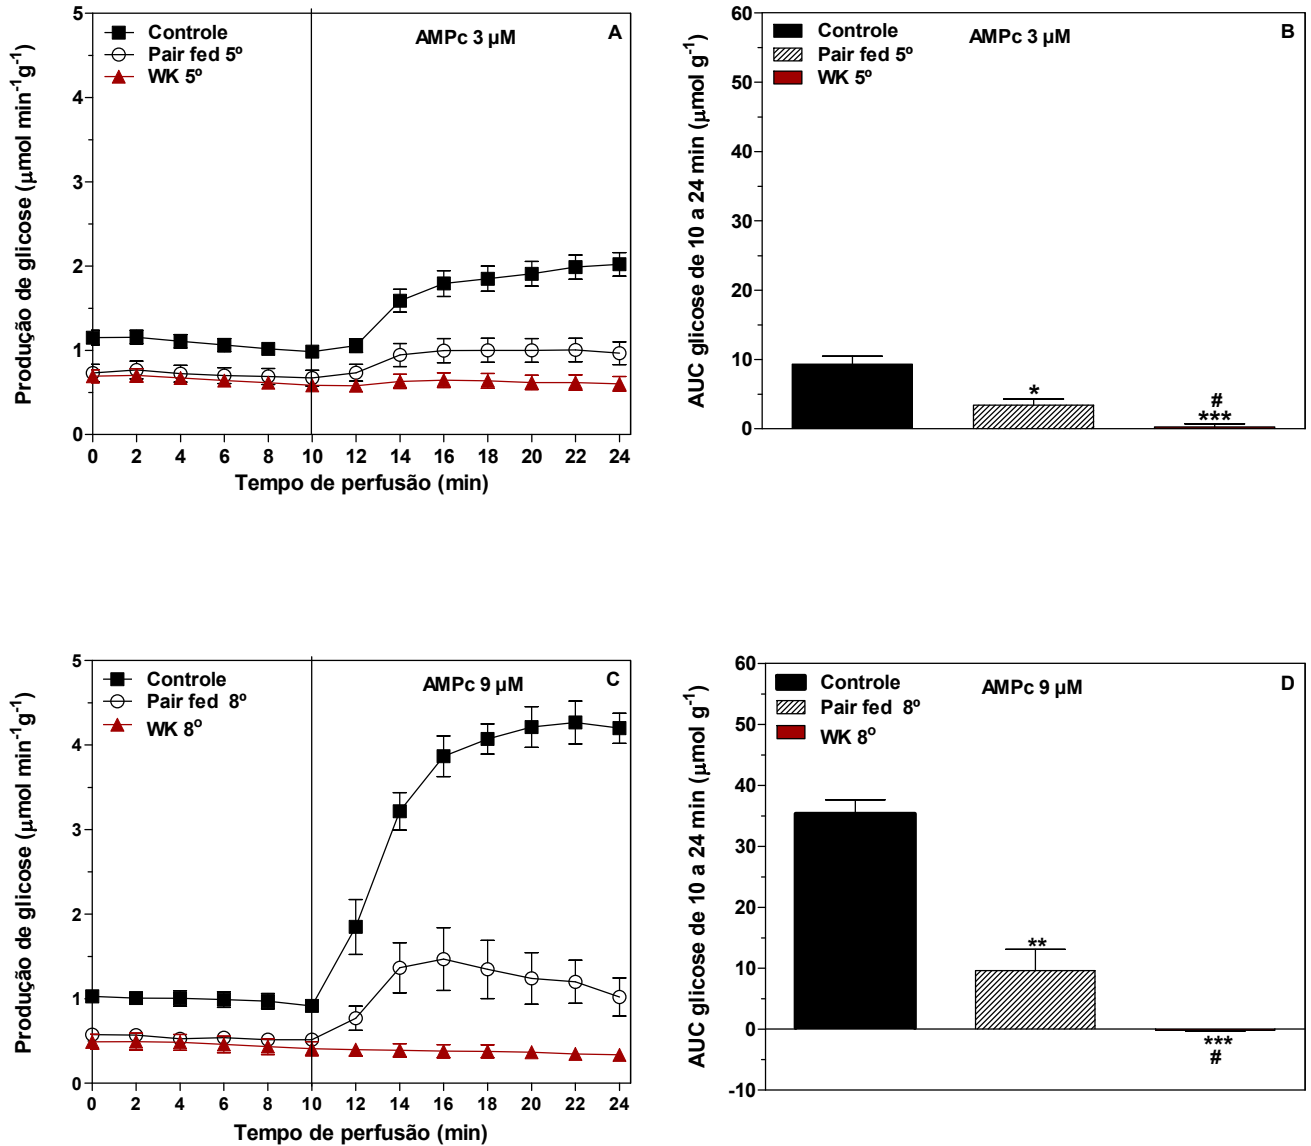 Produção de glicose (μmol min⁻¹g⁻¹)
5
4
3
2
1
0
Controle
Pair fed 5º
WK 5º
AMPc 3 μM
A
0 2 4 6 8 10 12 14 16 18 20 22 24
Tempo de perfusão (min)
AUC glicose de 10 a 24 min (μmol g⁻¹)
60
50
40
30
20
10
0
Controle
Pair fed 5º
WK 5º
AMPc 3 μM
B
*
#
***
Produção de glicose (μmol min⁻¹g⁻¹)
5
4
3
2
1
0
Controle
Pair fed 8º
WK 8º
AMPc 9 μM
C
0 2 4 6 8 10 12 14 16 18 20 22 24
Tempo de perfusão (min)
AUC glicose de 10 a 24 min (μmol g⁻¹)
60
50
40
30
20
10
0
-10
Controle
Pair fed 8º
WK 8º
AMPc 9 μM
D
**
***
#